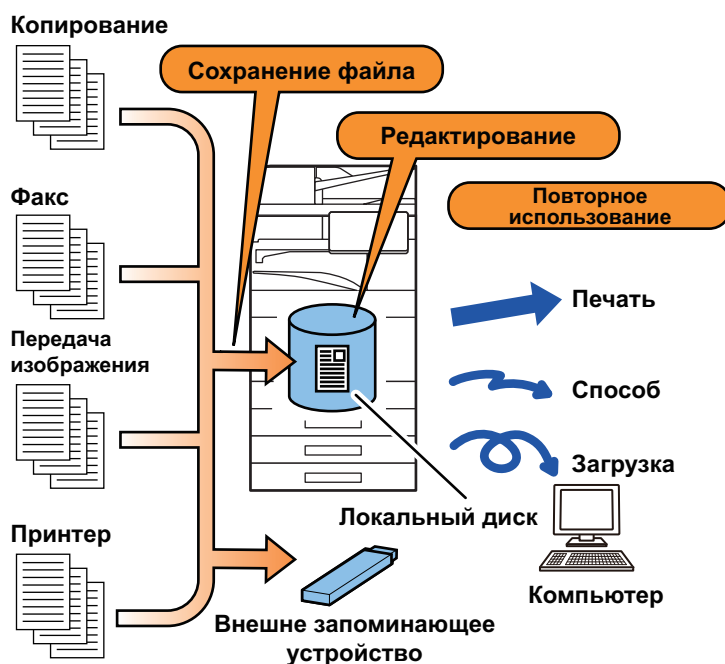 Копирование
Сохранение файла
Редактирование
Факс
Повторное
использование
Печать
Передача
изображения
Способ
Загрузка
Локальный диск
Принтер
Компьютер
Внешне запоминающее
устройство